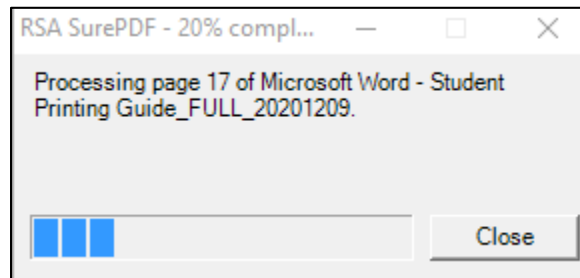 RSA SurePDF - 20% compl...
Processing page 17 of Microsoft Word - Student
Printing Guide_FULL_20201209.
Close